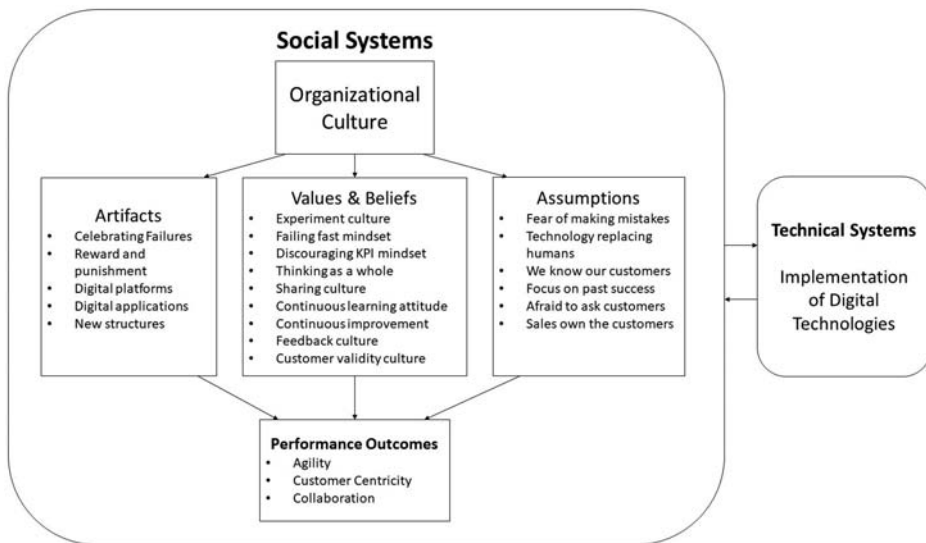 Social Systems
Organizational
Culture
Artifacts
• Celebrating Failures
• Reward and
punishment
• Digital platforms
• Digital applications
• New structures
Values & Beliefs
• Experiment culture
• Failing fast mindset
• Discouraging KPI mindset
• Thinking as a whole
• Sharing culture
• Continuous learning attitude
• Continuous improvement
• Feedback culture
• Customer validity culture
Assumptions
• Fear of making mistakes
• Technology replacing
humans
• We know our customers
• Focus on past success
• Afraid to ask customers
• Sales own the customers
Performance Outcomes
• Agility
• Customer Centricity
• Collaboration
Technical Systems
Implementation
of Digital
Technologies